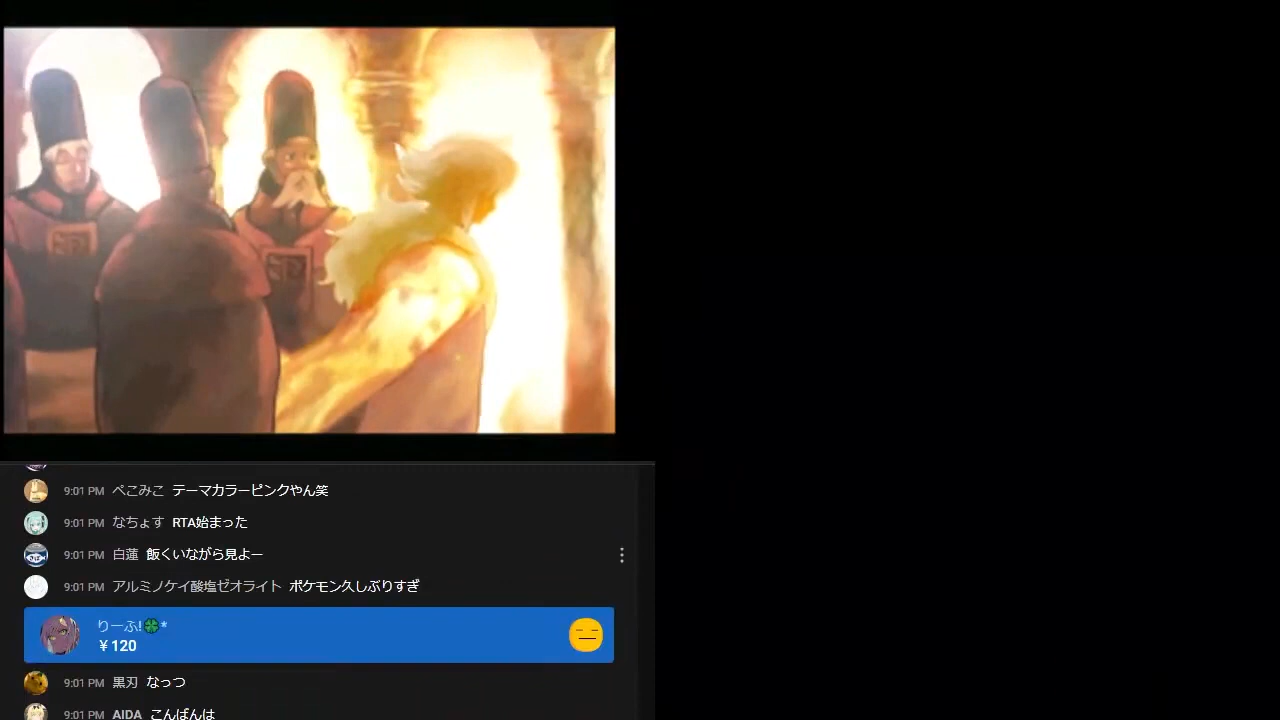 9:01 PM ぺこみこ テーマカラーピンクやん笑
9:01 PM なちょす RTA始まった
9:01 PM 白蓮 飯くいながら見よー
9:01 PM アルミノケイ酸塩ゼオライト ポケモン久しぶりすぎ
りーふ!🍀*
￥120
9:01 PM 黒刃 なっつ
9:01 PM AIDA こんばんは